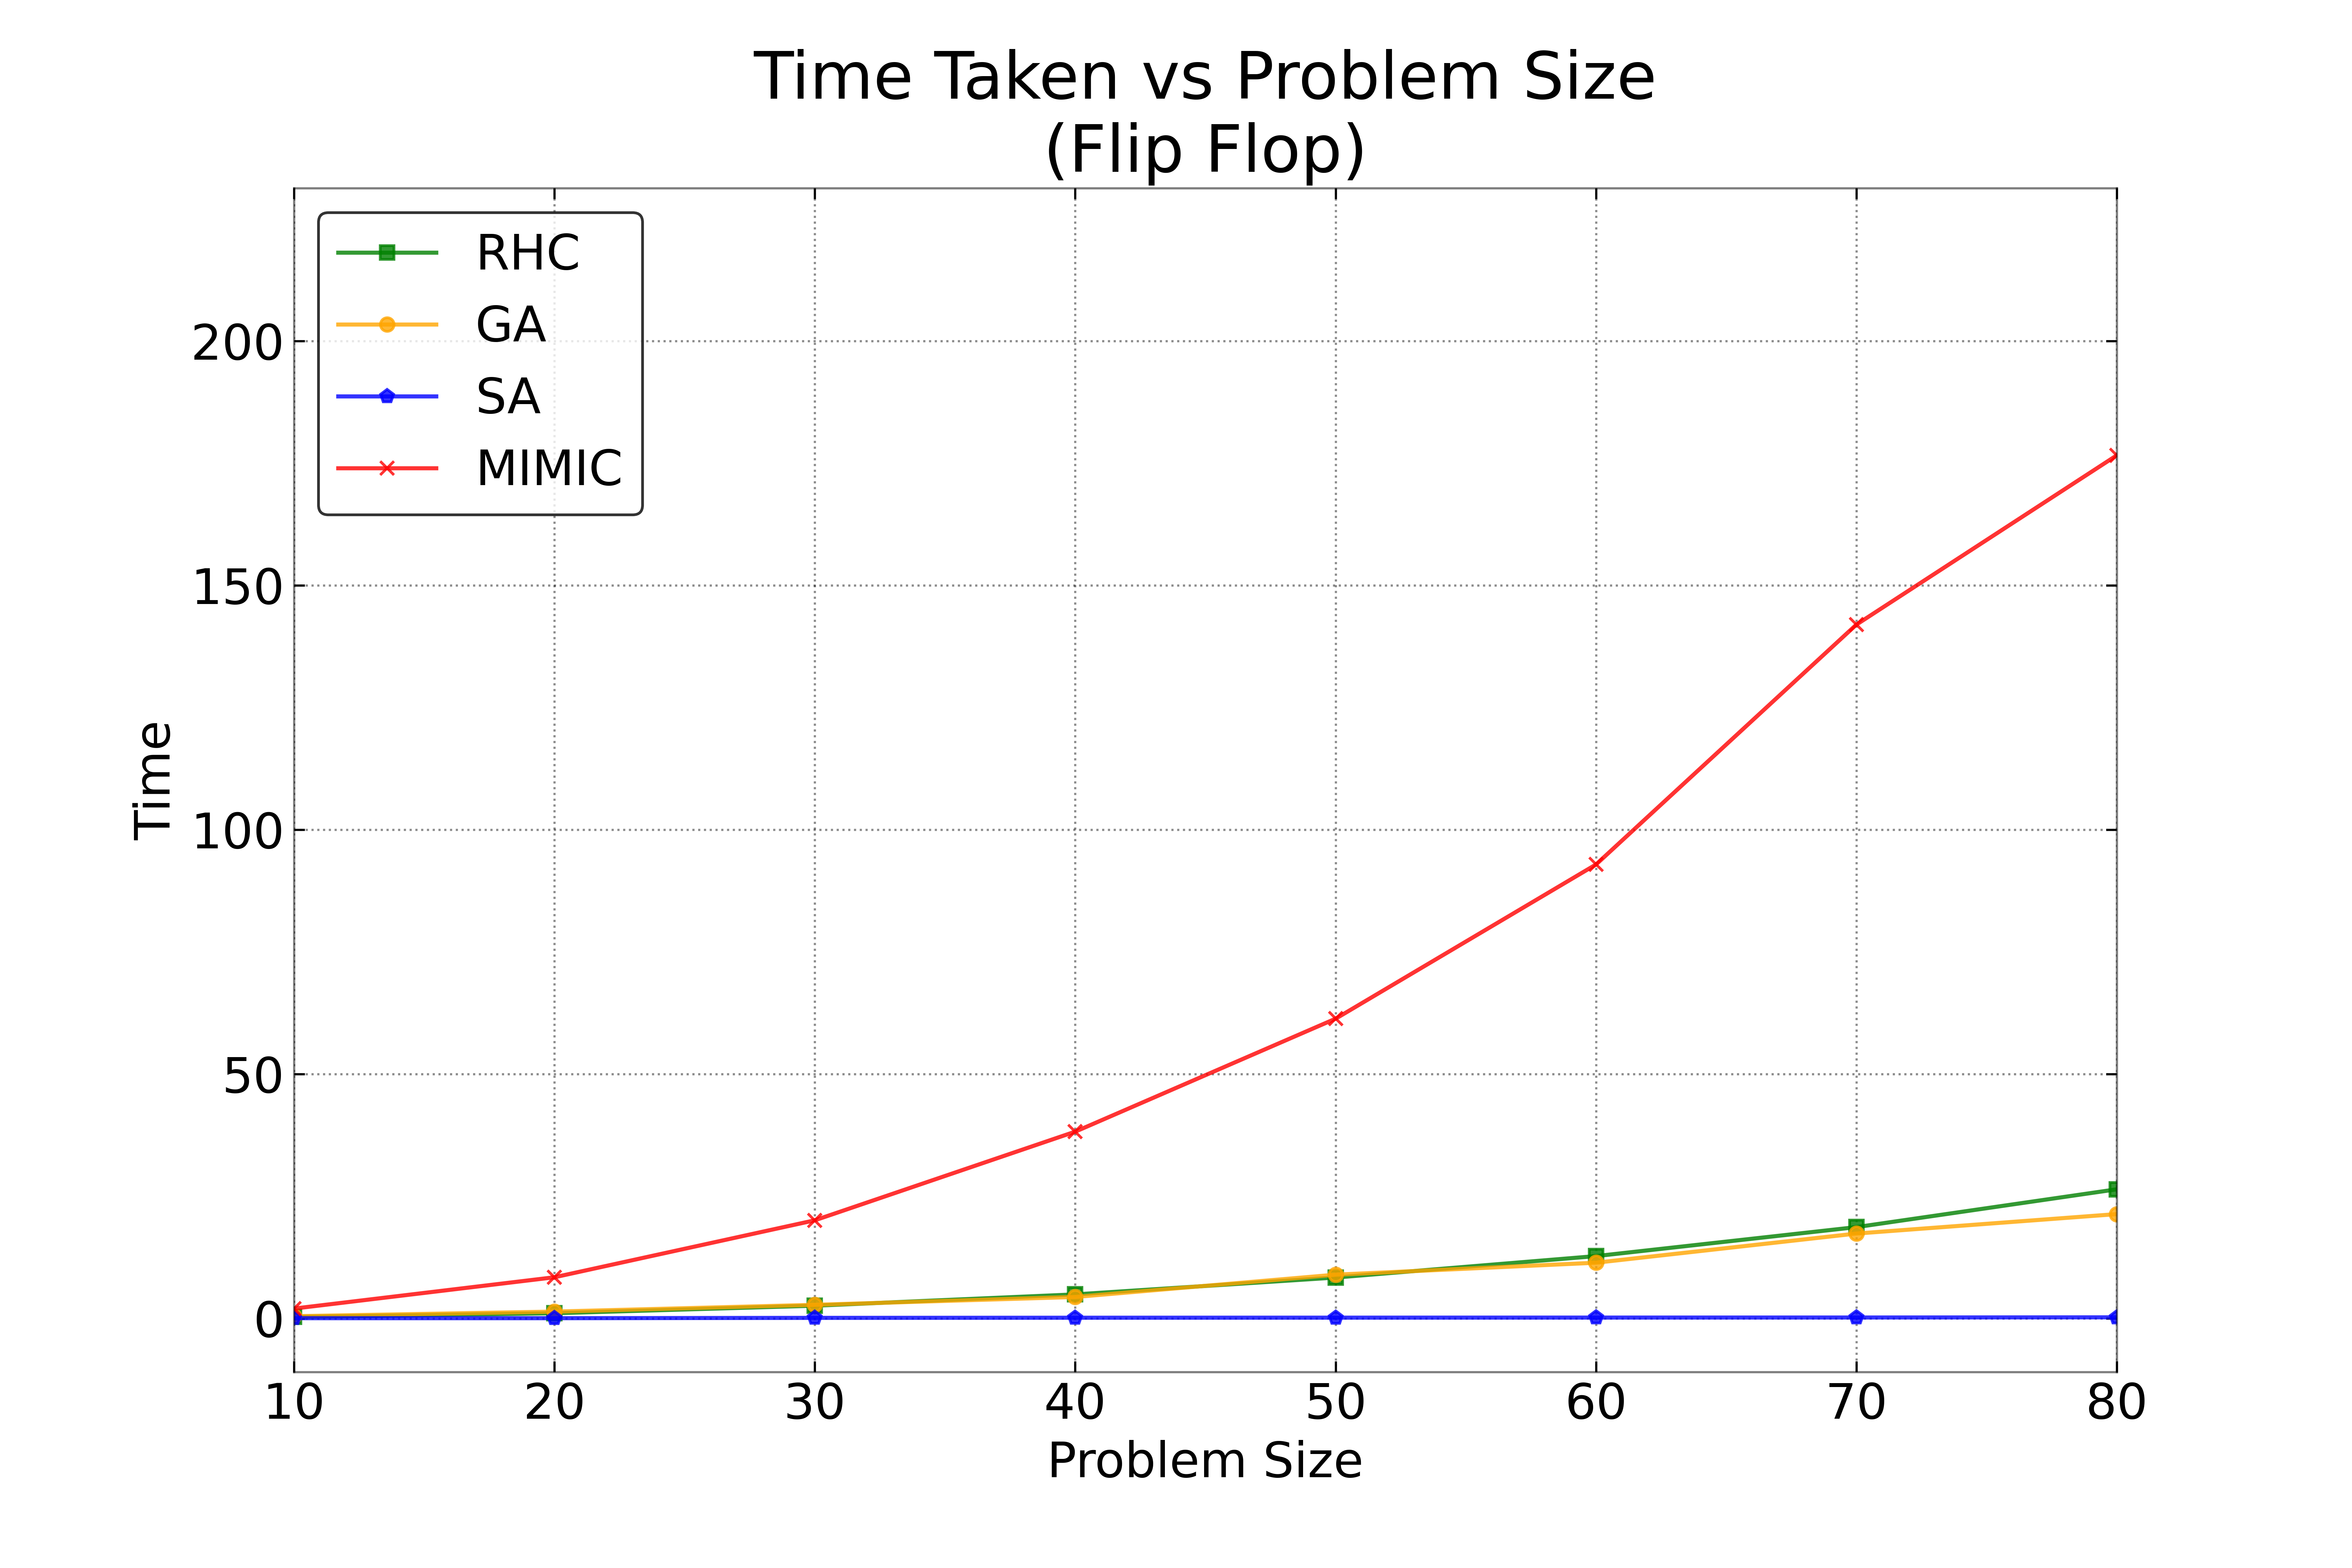 Time Taken vs Problem Size
(Flip Flop)
RHC
GA
SA
MIMIC
Time
200
150
100
50
0
10 20 30 40 50 60 70 80
Problem Size